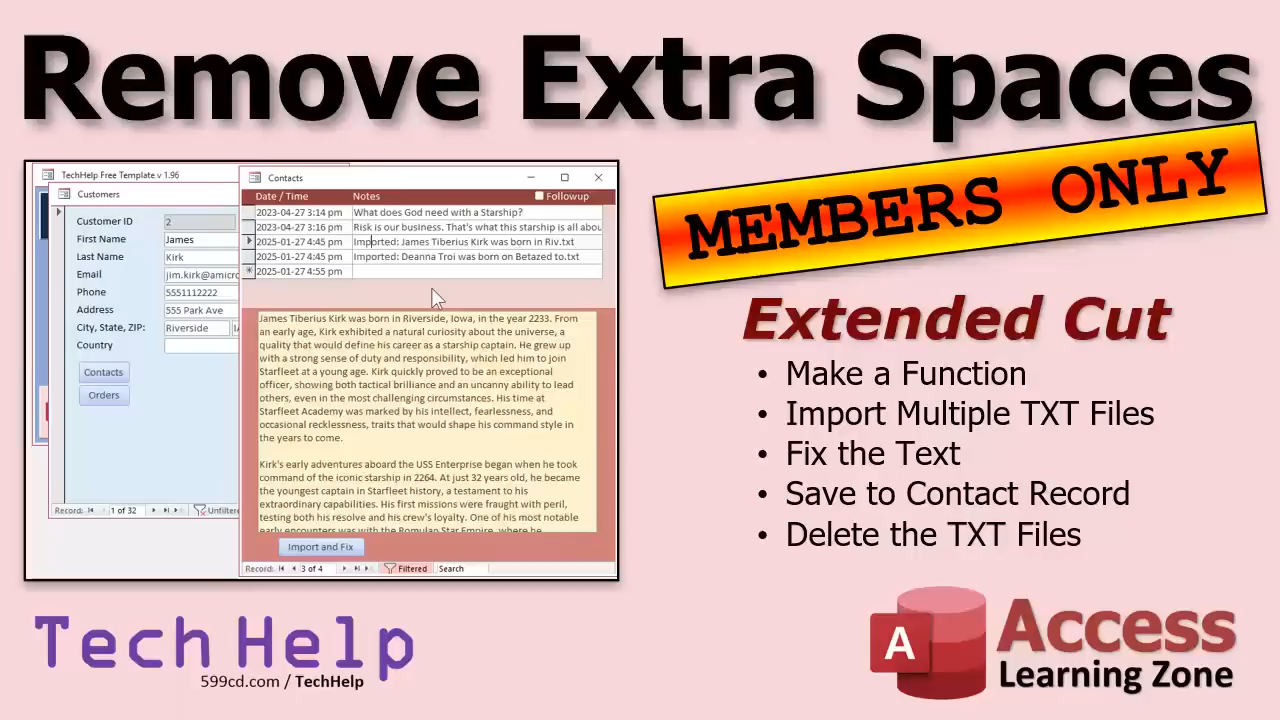 Remove Extra Spaces
MEMBERS ONLY
TechHelp Free Template v 1.96
Customers
Customer ID 2
First Name James
Last Name Kirk
Email jim.kirk@amicro
Phone 5551112222
Address 555 Park Ave
City, State, ZIP: Riverside
Country
Contacts
Orders
Record: 1 of 32 Unfilter
Contacts
Date / Time Notes Followup
2023-04-27 3:14 pm What does God need with a Starship?
2023-04-27 3:16 pm Risk is our business. That's what this starship is all abou
2025-01-27 4:45 pm Imported: James Tiberius Kirk was born in Riv.txt
2025-01-27 4:45 pm Imported: Deanna Troi was born on Betazed to.txt
2025-01-27 4:55 pm
James Tiberius Kirk was born in Riverside, Iowa, in the year 2233. From
an early age, Kirk exhibited a natural curiosity about the universe, a
quality that would define his career as a starship captain. He grew up
with a strong sense of duty and responsibility, which led him to join
Starfleet at a young age. Kirk quickly proved to be an exceptional
officer, showing both tactical brilliance and an uncanny ability to lead
others, even in the most challenging circumstances. His time at
Starfleet Academy was marked by his intellect, fearlessness, and
occasional recklessness, traits that would shape his command style in
the years to come.
Kirk's early adventures aboard the USS Enterprise began when he took
command of the iconic starship in 2264. At just 32 years old, he became
the youngest captain in Starfleet history, a testament to his
extraordinary capabilities. His first missions were fraught with peril,
testing both his resolve and his crew's loyalty. One of his most notable
early encounters was with the Romulan Star Empire, where he
Import and Fix
Record: 3 of 4 Filtered Search
Extended Cut
• Make a Function
• Import Multiple TXT Files
• Fix the Text
• Save to Contact Record
• Delete the TXT Files
TechHelp
599cd.com / TechHelp
A
Access
Learning Zone